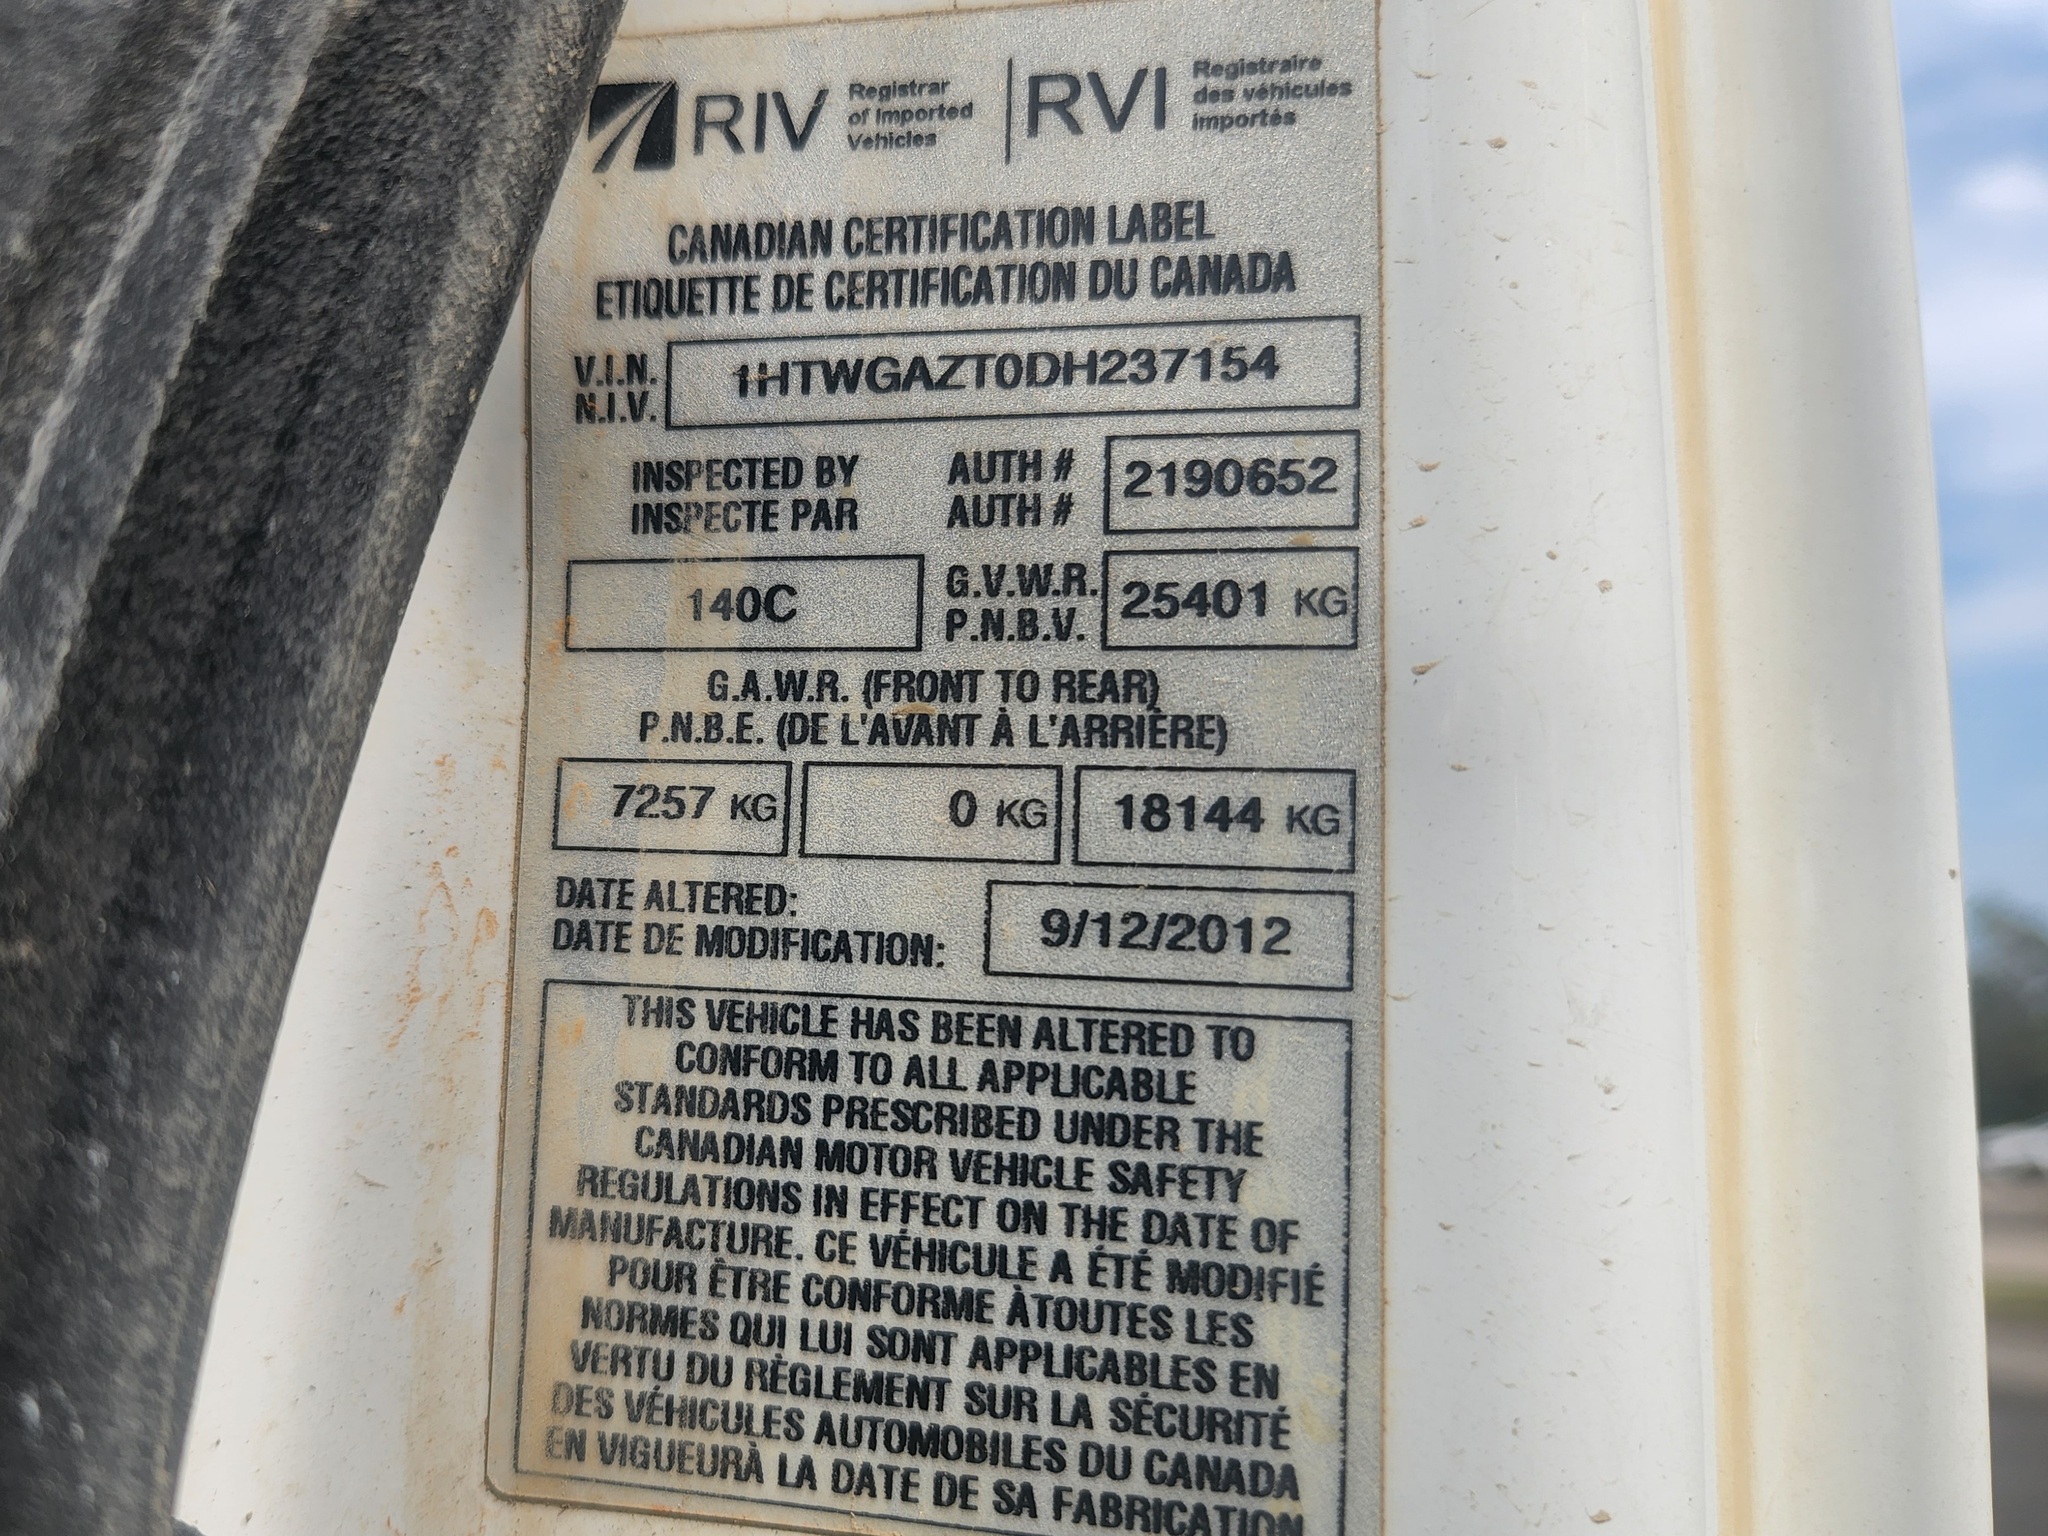 RIV Registrar of Imported Vehicles | RVI Registraire des véhicules importés
CANADIAN CERTIFICATION LABEL
ETIQUETTE DE CERTIFICATION DU CANADA
V.I.N. 1HTWGAZT0DH237154
N.I.V.
INSPECTED BY AUTH # 2190652
INSPECTE PAR AUTH #
140C G.V.W.R. 25401 KG
P.N.B.V.
G.A.W.R. (FRONT TO REAR)
P.N.B.E. (DE L'AVANT À L'ARRIÈRE)
7257 KG 0 KG 18144 KG
DATE ALTERED: 9/12/2012
DATE DE MODIFICATION:
THIS VEHICLE HAS BEEN ALTERED TO
CONFORM TO ALL APPLICABLE
STANDARDS PRESCRIBED UNDER THE
CANADIAN MOTOR VEHICLE SAFETY
REGULATIONS IN EFFECT ON THE DATE OF
MANUFACTURE. CE VÉHICULE A ÉTÉ MODIFIÉ
POUR ÊTRE CONFORME ÀTOUTES LES
NORMES QUI LUI SONT APPLICABLES EN
VERTU DU RÈGLEMENT SUR LA SÉCURITÉ
DES VÉHICULES AUTOMOBILES DU CANADA
EN VIGUEURÀ LA DATE DE SA FABRICATION